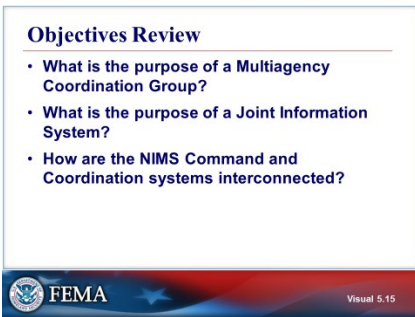 Objectives Review
• What is the purpose of a Multiagency
Coordination Group?
• What is the purpose of a Joint Information
System?
• How are the NIMS Command and
Coordination systems interconnected?
FEMA
Visual 5.15